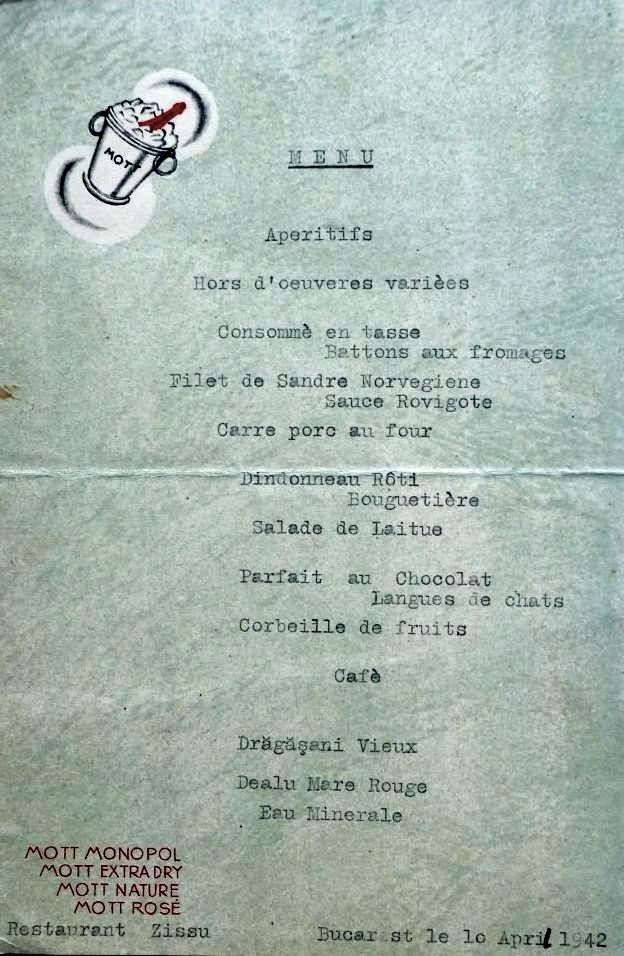 MOTT
MENU
Aperitifs
Hors d'oeuveres varièes
Consommè en tasse
Battons aux fromages
Filet de Sandre Norvegiene
Sauce Rovigote
Carre porc au four
Dindonneau Rôti
Bouguetière
Salade de Laitue
Parfait au Chocolat
Langues de chats
Corbeille de fruits
Cafè
Drăgăşani Vieux
Dealu Mare Rouge
Eau Minerale
MOTT MONOPOL
MOTT EXTRA DRY
MOTT NATURE
MOTT ROSÉ
Restaurant Zissu
Bucar st le 10 April 1942